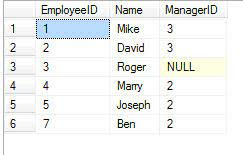 EmployeeID Name ManagerID
1 1 Mike 3
2 2 David 3
3 3 Roger NULL
4 4 Marry 2
5 5 Joseph 2
6 7 Ben 2